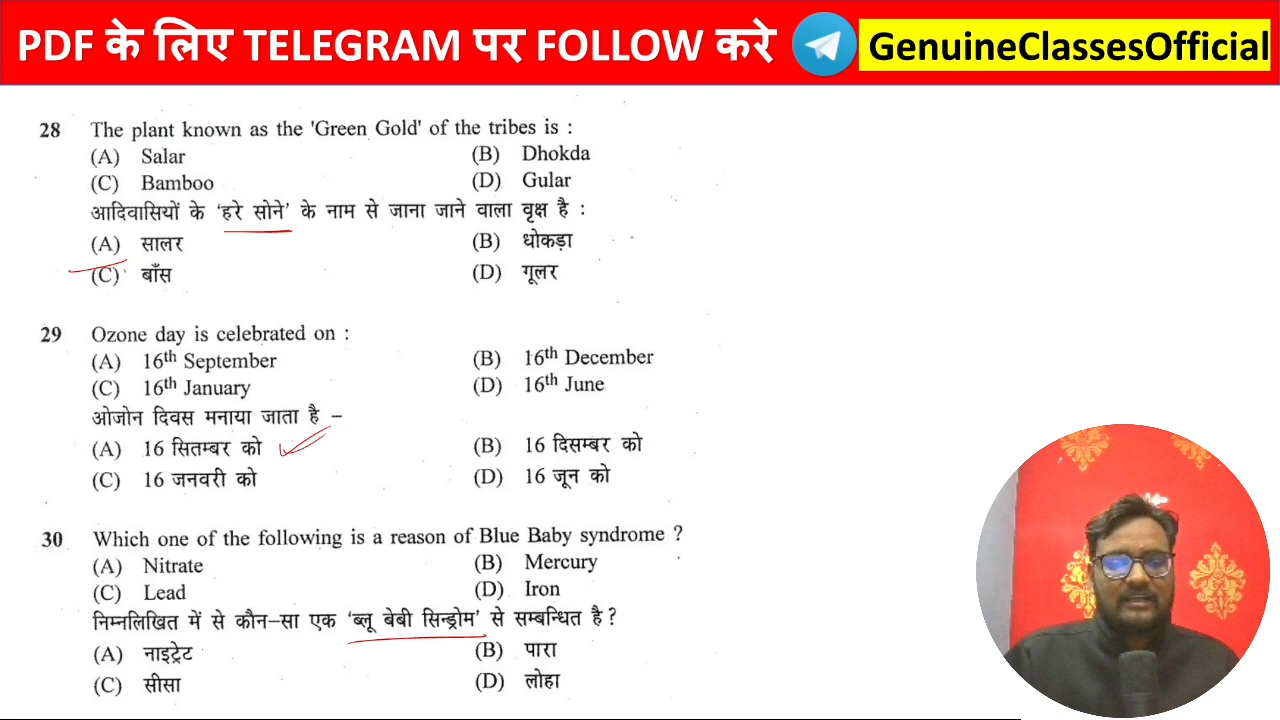 PDF के लिए TELEGRAM पर FOLLOW करे GenuineClassesOfficial
28 The plant known as the 'Green Gold' of the tribes is :
(A) Salar (B) Dhokda
(C) Bamboo (D) Gular
आदिवासियों के 'हरे सोने' के नाम से जाना जाने वाला वृक्ष है :
(A) सालर (B) धोकड़ा
(C) बाँस (D) गूलर
29 Ozone day is celebrated on :
(A) 16th September (B) 16th December
(C) 16th January (D) 16th June
ओजोन दिवस मनाया जाता है –
(A) 16 सितम्बर को (B) 16 दिसम्बर को
(C) 16 जनवरी को (D) 16 जून को
30 Which one of the following is a reason of Blue Baby syndrome ?
(A) Nitrate (B) Mercury
(C) Lead (D) Iron
निम्नलिखित में से कौन-सा एक 'ब्लू बेबी सिन्ड्रोम' से सम्बन्धित है ?
(A) नाइट्रेट (B) पारा
(C) सीसा (D) लोहा